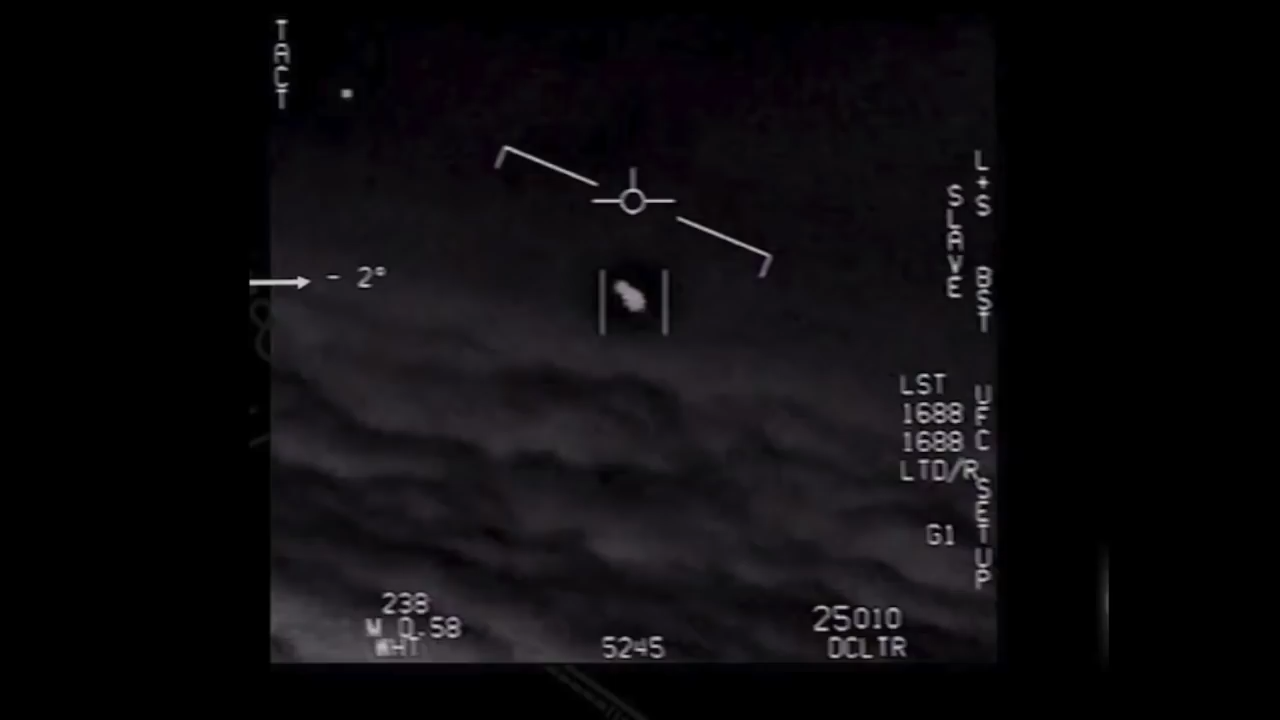 TACT
- 2°
L+S BST
SLAVE
LST
1688
1688
LTD/R
UFC SETUP
G1
238
M 0.58
WHT
5245
25010
DCLTR